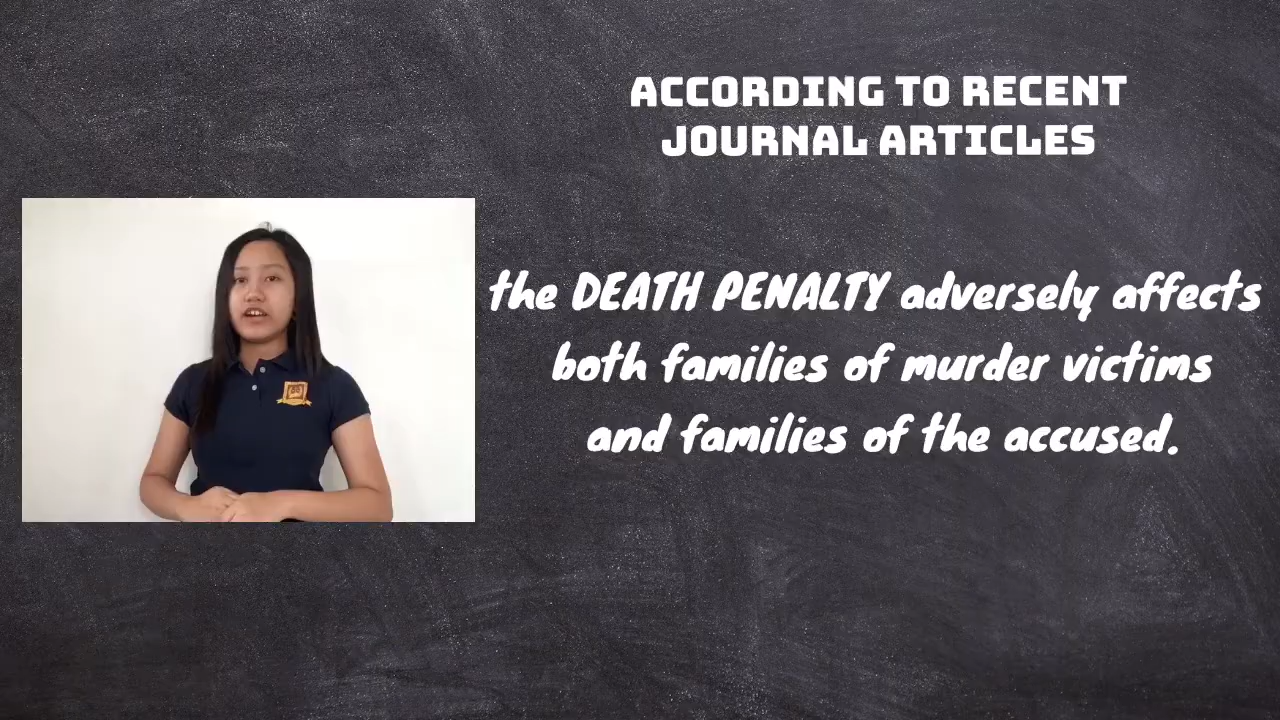 ACCORDING TO RECENT
JOURNAL ARTICLES
the DEATH PENALTY adversely affects
both families of murder victims
and families of the accused.